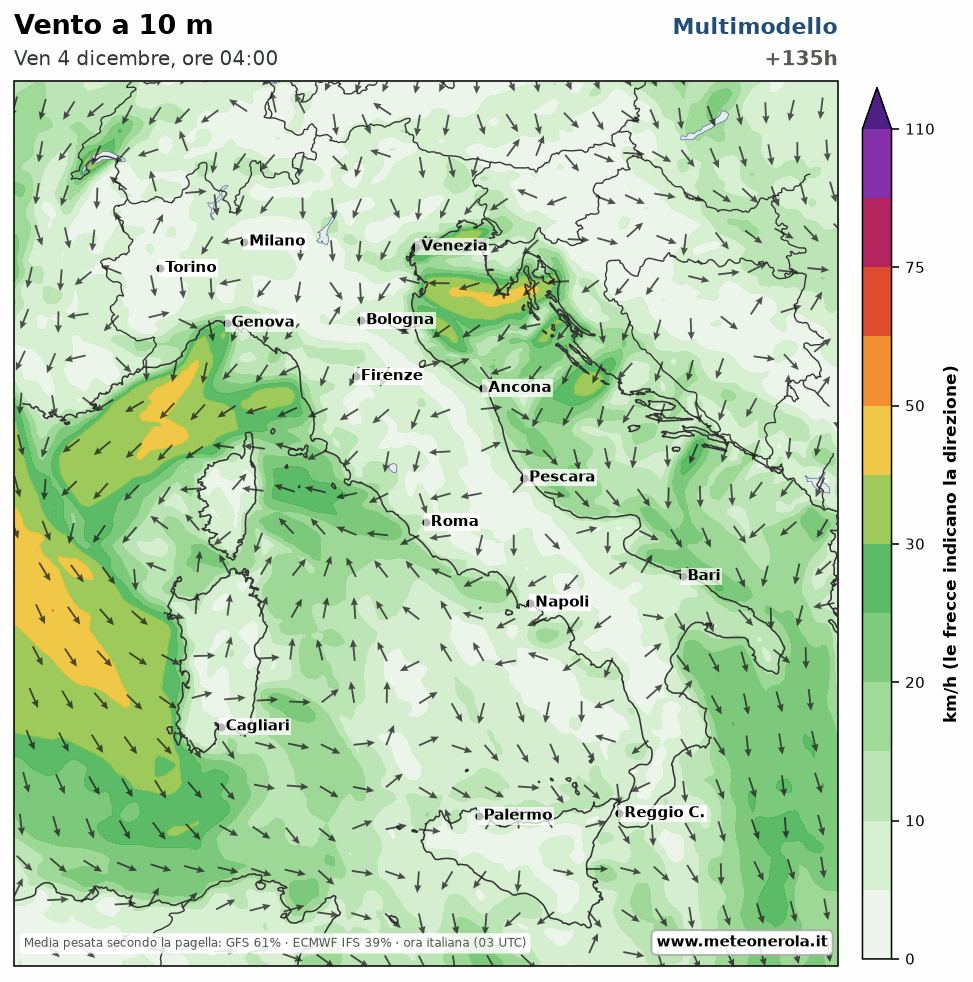 Vento a 10 m
Multimodello
Ven 4 dicembre, ore 04:00
+135h
110
75
50
30
20
10
0
km/h (le frecce indicano la direzione)
Venezia
Milano
Torino
Genova
Bologna
Firenze
Ancona
Pescara
Roma
Bari
Napoli
Cagliari
Palermo
Reggio C.
Media pesata secondo la pagella: GFS 61% · ECMWF IFS 39% · ora italiana (03 UTC)
www.meteonerola.it